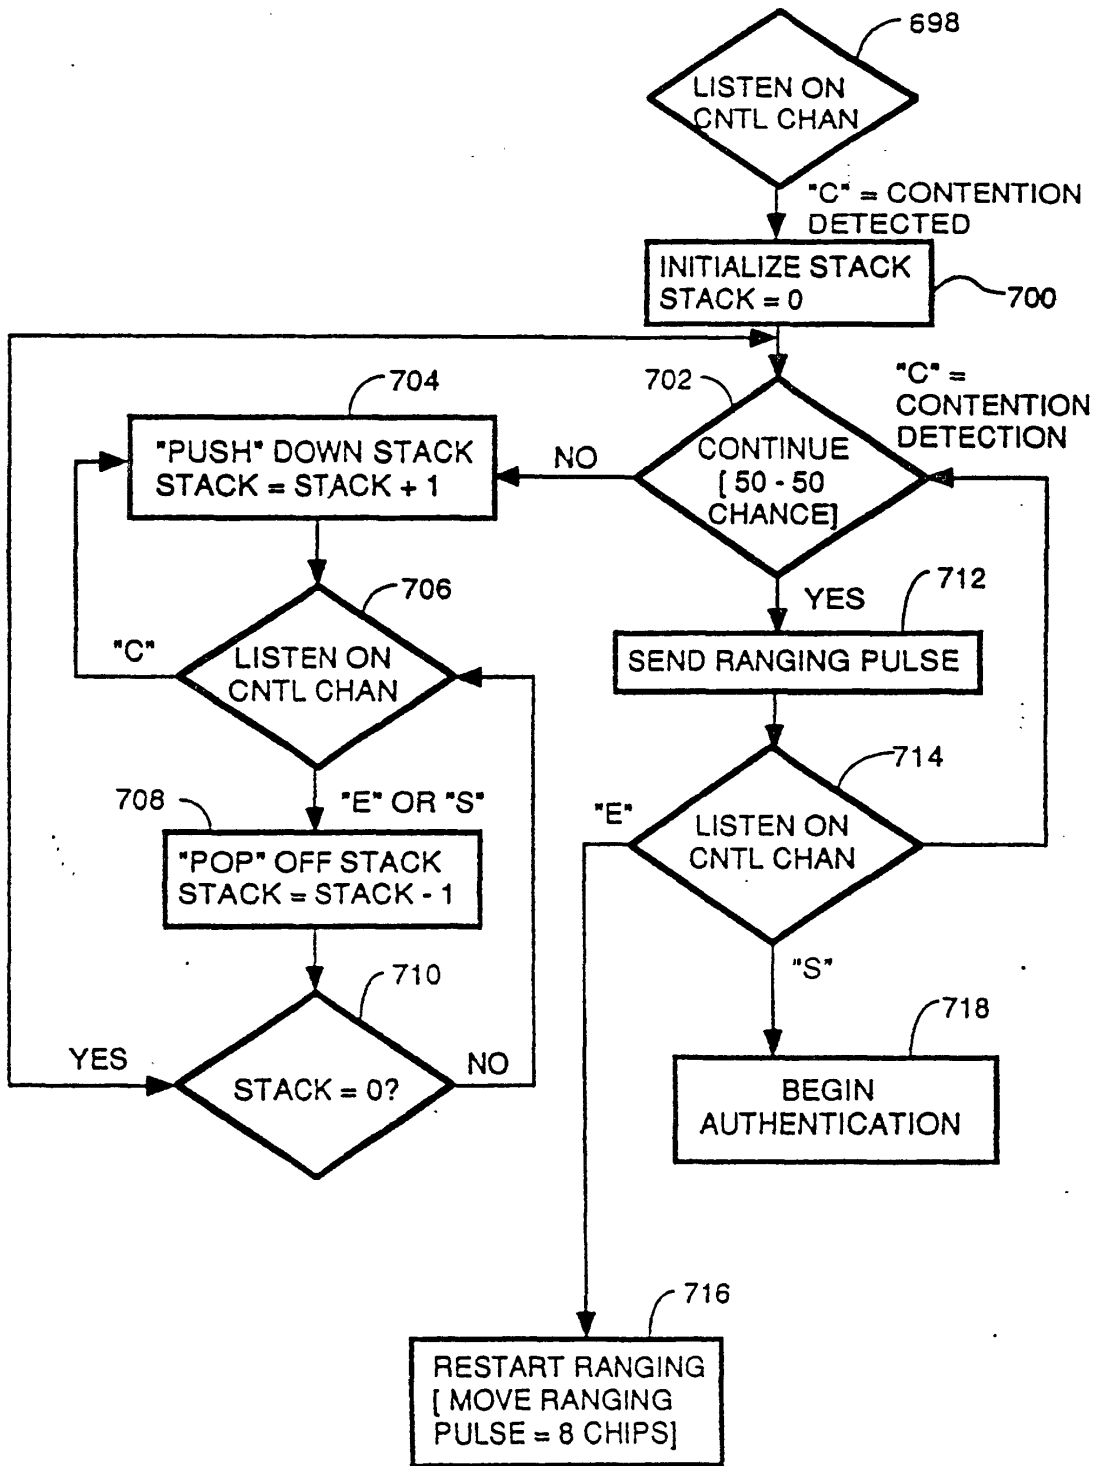 698
LISTEN ON
CNTL CHAN
"C" = CONTENTION
DETECTED
INITIALIZE STACK
STACK = 0
700
704
702
"C" =
CONTENTION
DETECTION
"PUSH" DOWN STACK
STACK = STACK + 1
NO
CONTINUE
[ 50 - 50
CHANCE]
706
712
YES
"C"
LISTEN ON
CNTL CHAN
SEND RANGING PULSE
714
708
"E" OR "S"
"E"
LISTEN ON
CNTL CHAN
"POP" OFF STACK
STACK = STACK - 1
710
"S"
718
YES
NO
STACK = 0?
BEGIN
AUTHENTICATION
716
RESTART RANGING
[ MOVE RANGING
PULSE = 8 CHIPS]